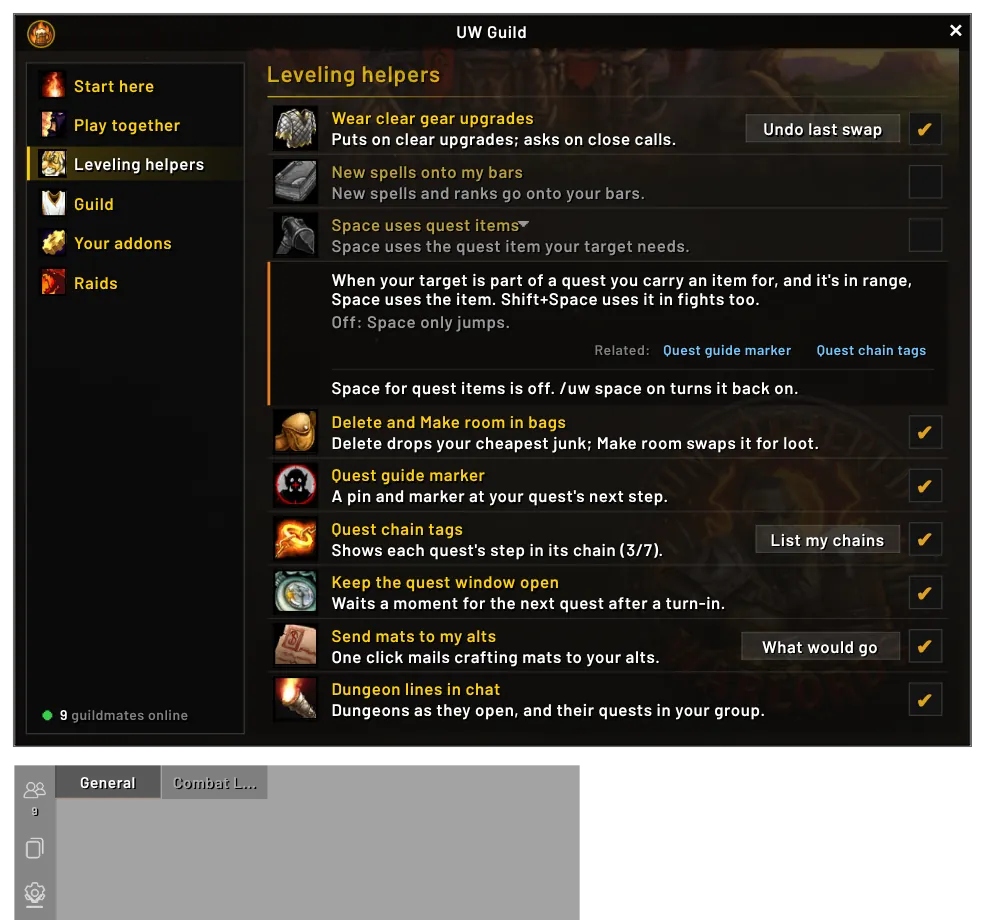 UW Guild
Start here
Play together
Leveling helpers
Guild
Your addons
Raids
9 guildmates online
Leveling helpers
Wear clear gear upgrades
Puts on clear upgrades; asks on close calls.
Undo last swap
New spells onto my bars
New spells and ranks go onto your bars.
Space uses quest items
Space uses the quest item your target needs.
When your target is part of a quest you carry an item for, and it's in range,
Space uses the item. Shift+Space uses it in fights too.
Off: Space only jumps.
Related: Quest guide marker Quest chain tags
Space for quest items is off. /uw space on turns it back on.
Delete and Make room in bags
Delete drops your cheapest junk; Make room swaps it for loot.
Quest guide marker
A pin and marker at your quest's next step.
Quest chain tags
Shows each quest's step in its chain (3/7).
List my chains
Keep the quest window open
Waits a moment for the next quest after a turn-in.
Send mats to my alts
One click mails crafting mats to your alts.
What would go
Dungeon lines in chat
Dungeons as they open, and their quests in your group.
General
Combat L...
9